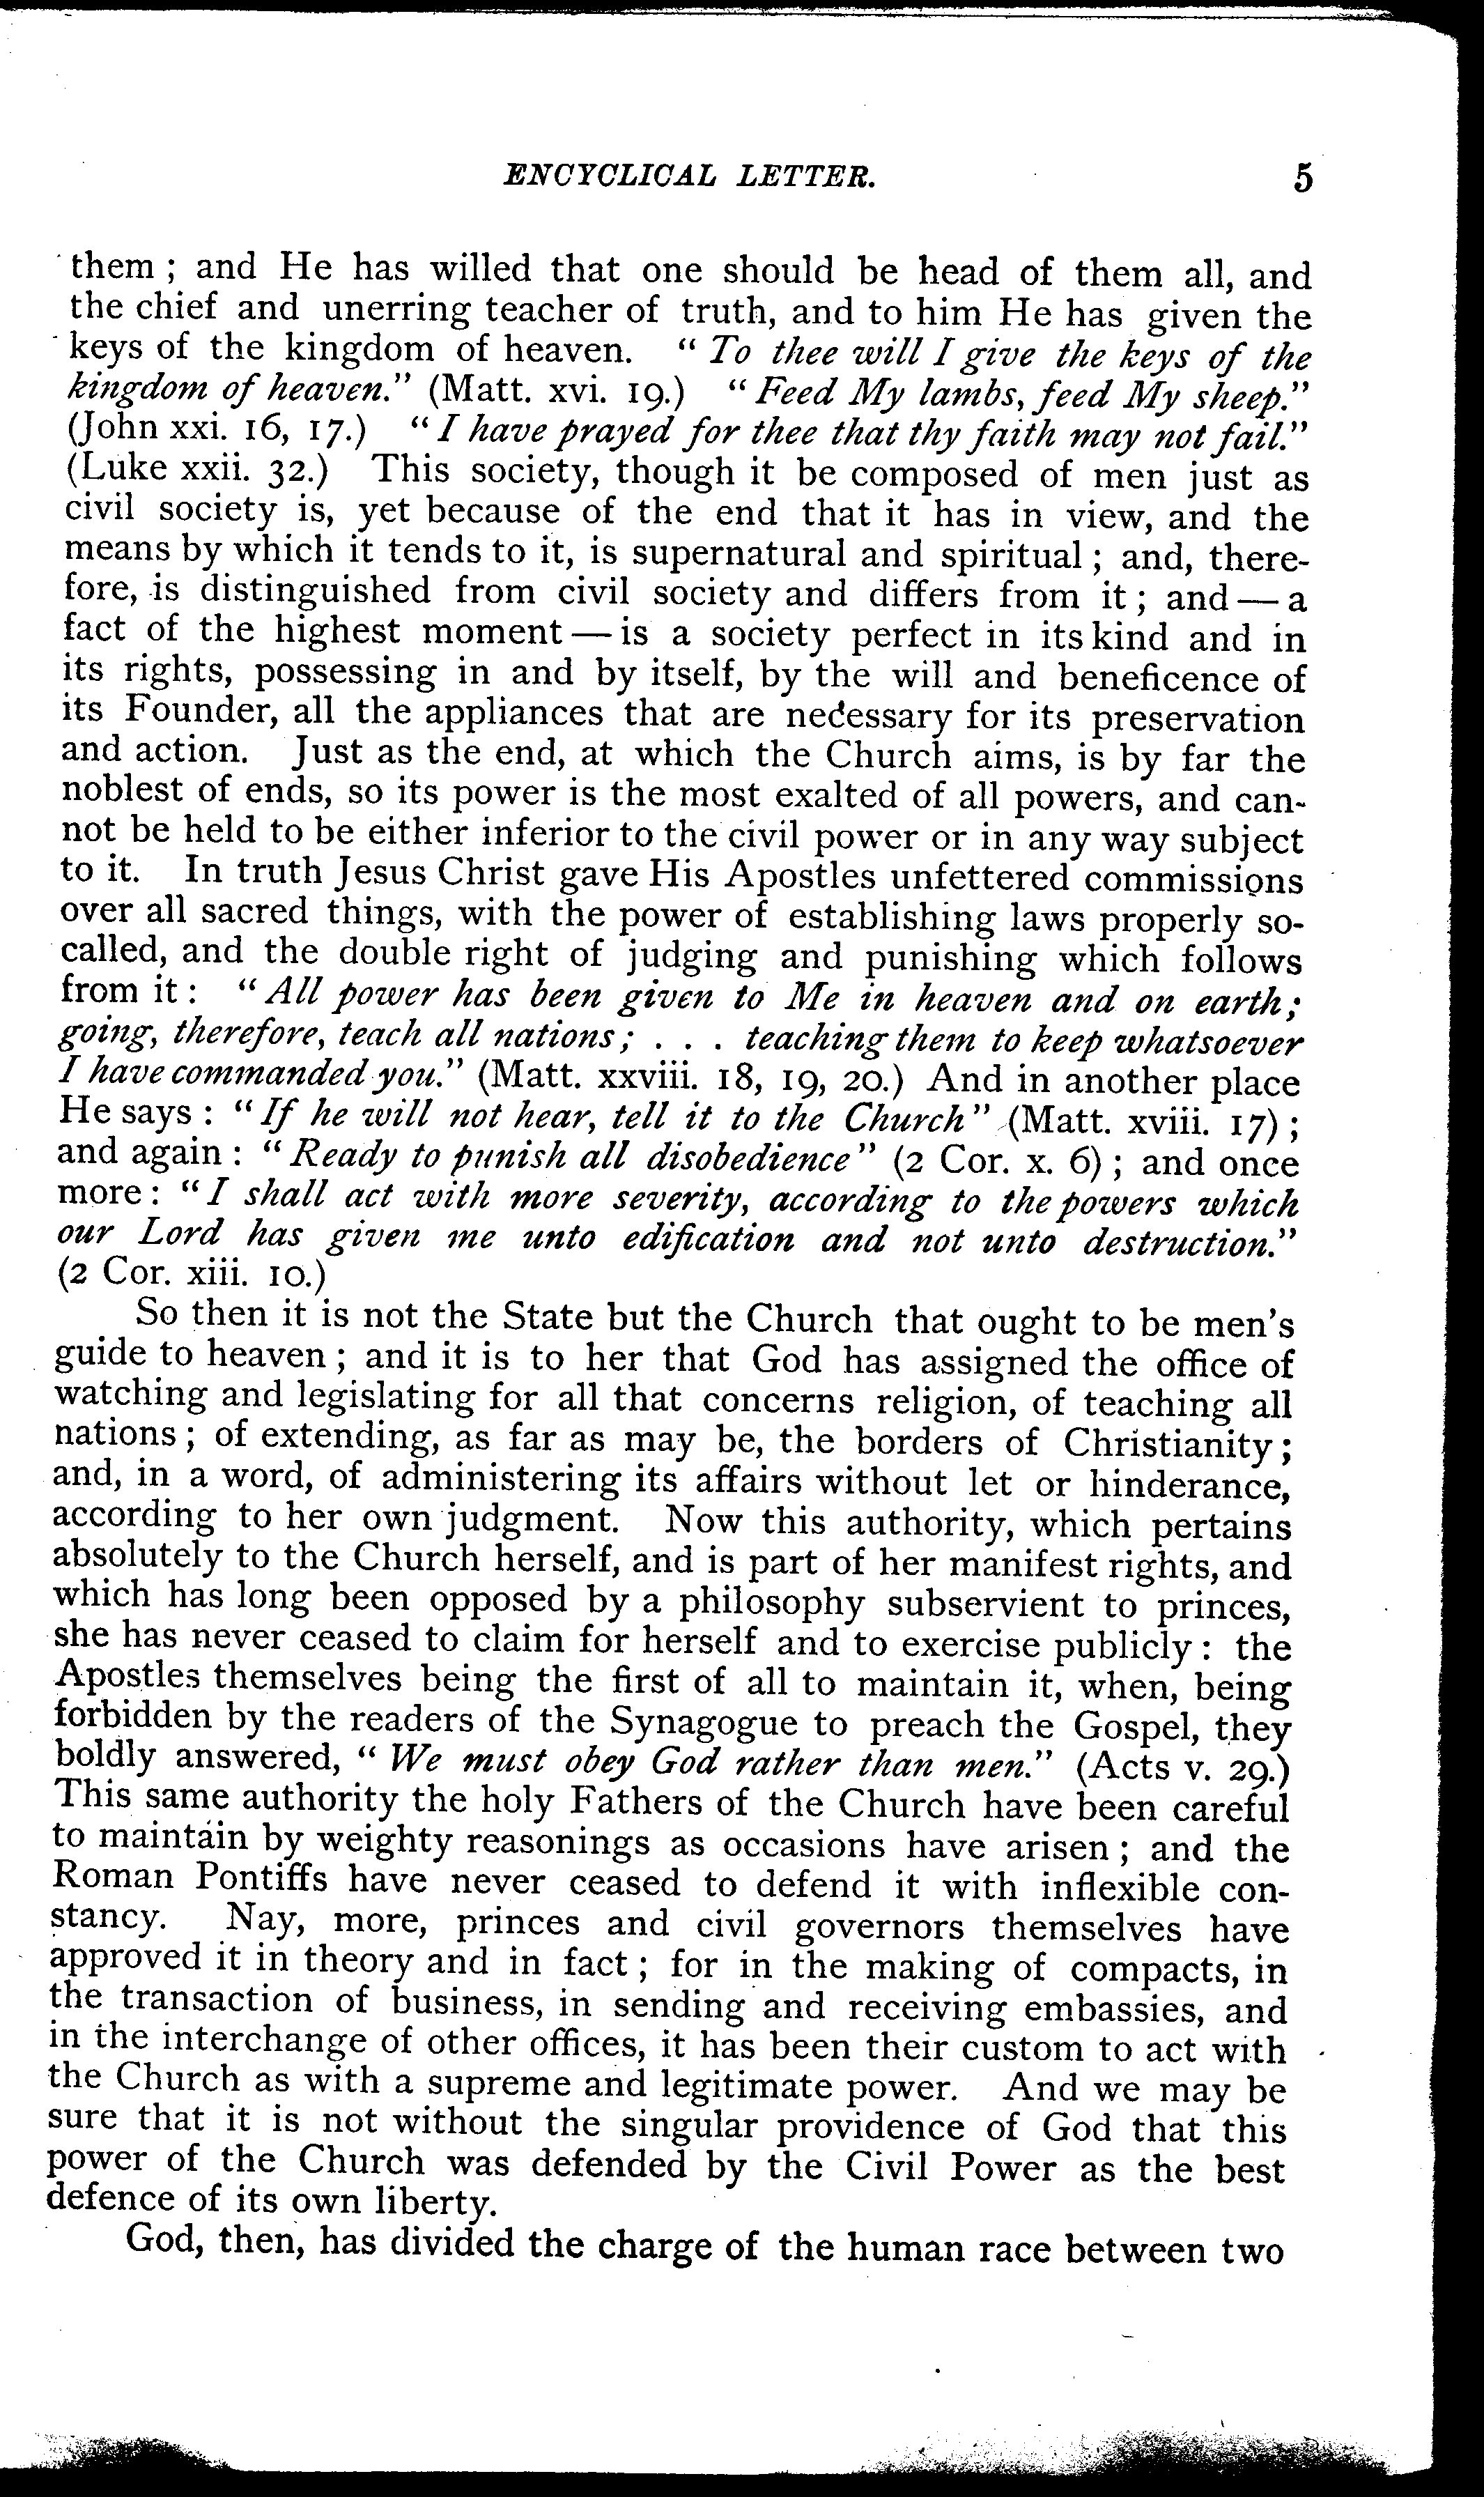 ENCYCLICAL LETTER. 5
them ; and He has willed that one should be head of them all, and
the chief and unerring teacher of truth, and to him He has given the
keys of the kingdom of heaven. " To thee will I give the keys of the
kingdom of heaven." (Matt. xvi. 19.) " Feed My lambs, feed My sheep."
(John xxi. 16, 17.) " I have prayed for thee that thy faith may not fail."
(Luke xxii. 32.) This society, though it be composed of men just as
civil society is, yet because of the end that it has in view, and the
means by which it tends to it, is supernatural and spiritual ; and, there-
fore, is distinguished from civil society and differs from it ; and — a
fact of the highest moment — is a society perfect in its kind and in
its rights, possessing in and by itself, by the will and beneficence of
its Founder, all the appliances that are necessary for its preservation
and action. Just as the end, at which the Church aims, is by far the
noblest of ends, so its power is the most exalted of all powers, and can-
not be held to be either inferior to the civil power or in any way subject
to it. In truth Jesus Christ gave His Apostles unfettered commissions
over all sacred things, with the power of establishing laws properly so-
called, and the double right of judging and punishing which follows
from it : " All power has been given to Me in heaven and on earth ;
going, therefore, teach all nations ; . . . teaching them to keep whatsoever
I have commanded you." (Matt. xxviii. 18, 19, 20.) And in another place
He says : " If he will not hear, tell it to the Church" (Matt. xviii. 17) ;
and again : " Ready to punish all disobedience" (2 Cor. x. 6) ; and once
more : " I shall act with more severity, according to the powers which
our Lord has given me unto edification and not unto destruction."
(2 Cor. xiii. 10.)
So then it is not the State but the Church that ought to be men's
guide to heaven ; and it is to her that God has assigned the office of
watching and legislating for all that concerns religion, of teaching all
nations ; of extending, as far as may be, the borders of Christianity ;
and, in a word, of administering its affairs without let or hinderance,
according to her own judgment. Now this authority, which pertains
absolutely to the Church herself, and is part of her manifest rights, and
which has long been opposed by a philosophy subservient to princes,
she has never ceased to claim for herself and to exercise publicly : the
Apostles themselves being the first of all to maintain it, when, being
forbidden by the readers of the Synagogue to preach the Gospel, they
boldly answered, " We must obey God rather than men." (Acts v. 29.)
This same authority the holy Fathers of the Church have been careful
to maintain by weighty reasonings as occasions have arisen ; and the
Roman Pontiffs have never ceased to defend it with inflexible con-
stancy. Nay, more, princes and civil governors themselves have
approved it in theory and in fact ; for in the making of compacts, in
the transaction of business, in sending and receiving embassies, and
in the interchange of other offices, it has been their custom to act with
the Church as with a supreme and legitimate power. And we may be
sure that it is not without the singular providence of God that this
power of the Church was defended by the Civil Power as the best
defence of its own liberty.
God, then, has divided the charge of the human race between two